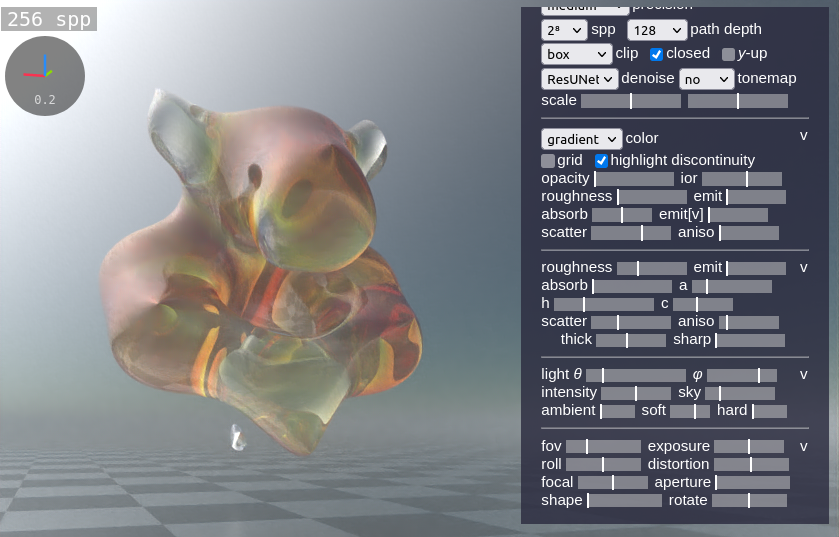 256 spp
0.2
medium precision
2⁸ spp 128 path depth
box clip closed y-up
ResUNet denoise no tonemap
scale
gradient color v
grid highlight discontinuity
opacity ior
roughness emit
absorb emit[v]
scatter aniso
roughness emit v
absorb a
h c
scatter aniso
thick sharp
light θ φ v
intensity sky
ambient soft hard
fov exposure v
roll distortion
focal aperture
shape rotate